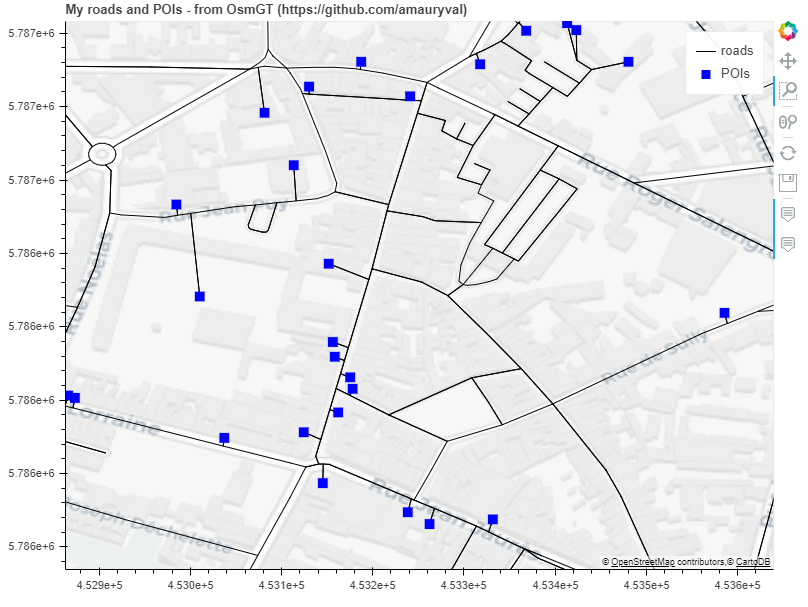 My roads and POIs - from OsmGT (https://github.com/amauryval)
5.787e+6
5.787e+6
5.787e+6
5.786e+6
5.786e+6
5.786e+6
5.786e+6
5.786e+6
roads
POIs
Rue Roger Salengro
Rue Jean Puy
Rue Noëlas
Rue de Sully
Lorraine
Rue Jean Jaurès
Joseph Déchelette
© OpenStreetMap contributors,© CartoDB
4.529e+5
4.530e+5
4.531e+5
4.532e+5
4.533e+5
4.534e+5
4.535e+5
4.536e+5